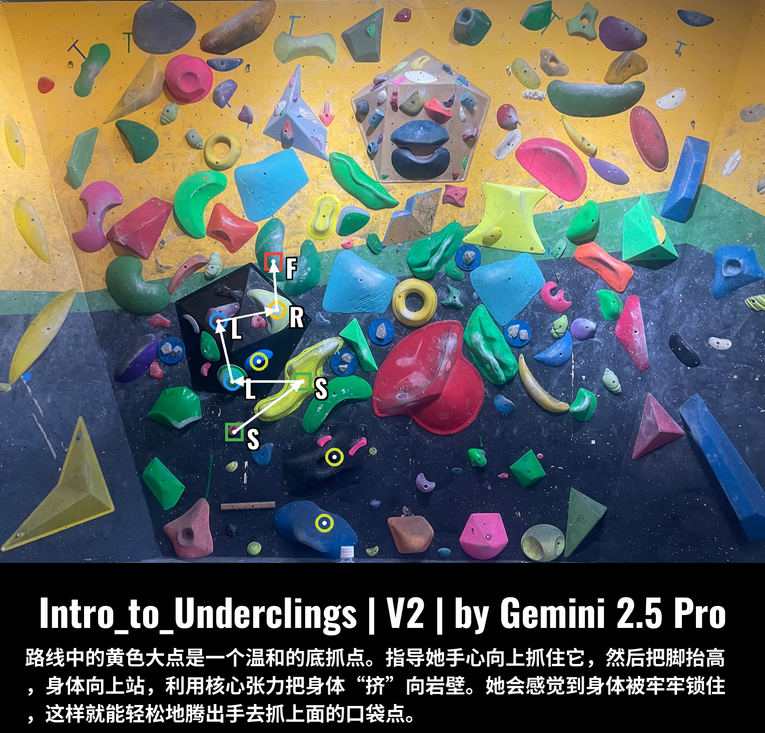 F
R
L
L
S
S
Intro_to_Underclings | V2 | by Gemini 2.5 Pro
路线中的黄色大点是一个温和的底抓点。指导她手心向上抓住它，然后把脚抬高
，身体向上站，利用核心张力把身体“挤”向岩壁。她会感觉到身体被牢牢锁住
，这样就能轻松地腾出手去抓上面的口袋点。